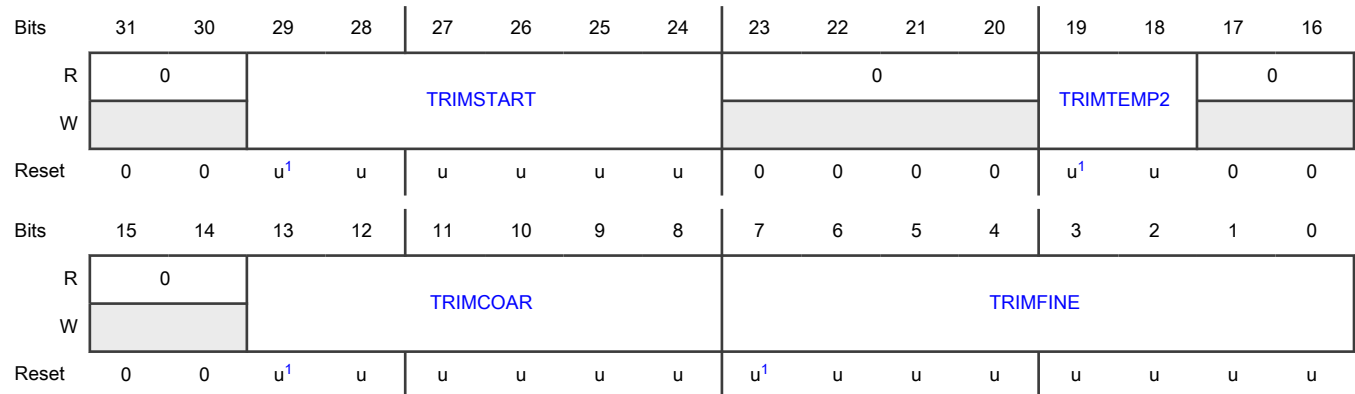 Bits 31 30 29 28 27 26 25 24 23 22 21 20 19 18 17 16
R 0 TRIMSTART 0 TRIMTEMP2 0
W
Reset 0 0 u1 u u u u u 0 0 0 0 u1 u 0 0
Bits 15 14 13 12 11 10 9 8 7 6 5 4 3 2 1 0
R 0 TRIMCOAR TRIMFINE
W
Reset 0 0 u1 u u u u u u1 u u u u u u u